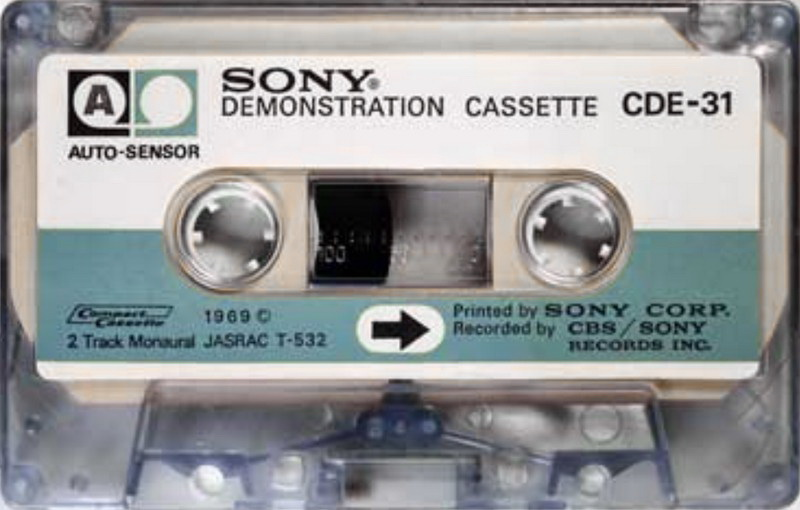 A
SONY®
DEMONSTRATION CASSETTE CDE-31
AUTO-SENSOR
100
Compact
Cassette
1969 ©
2 Track Monaural JASRAC T-532
Printed by SONY CORP.
Recorded by CBS/SONY
RECORDS INC.